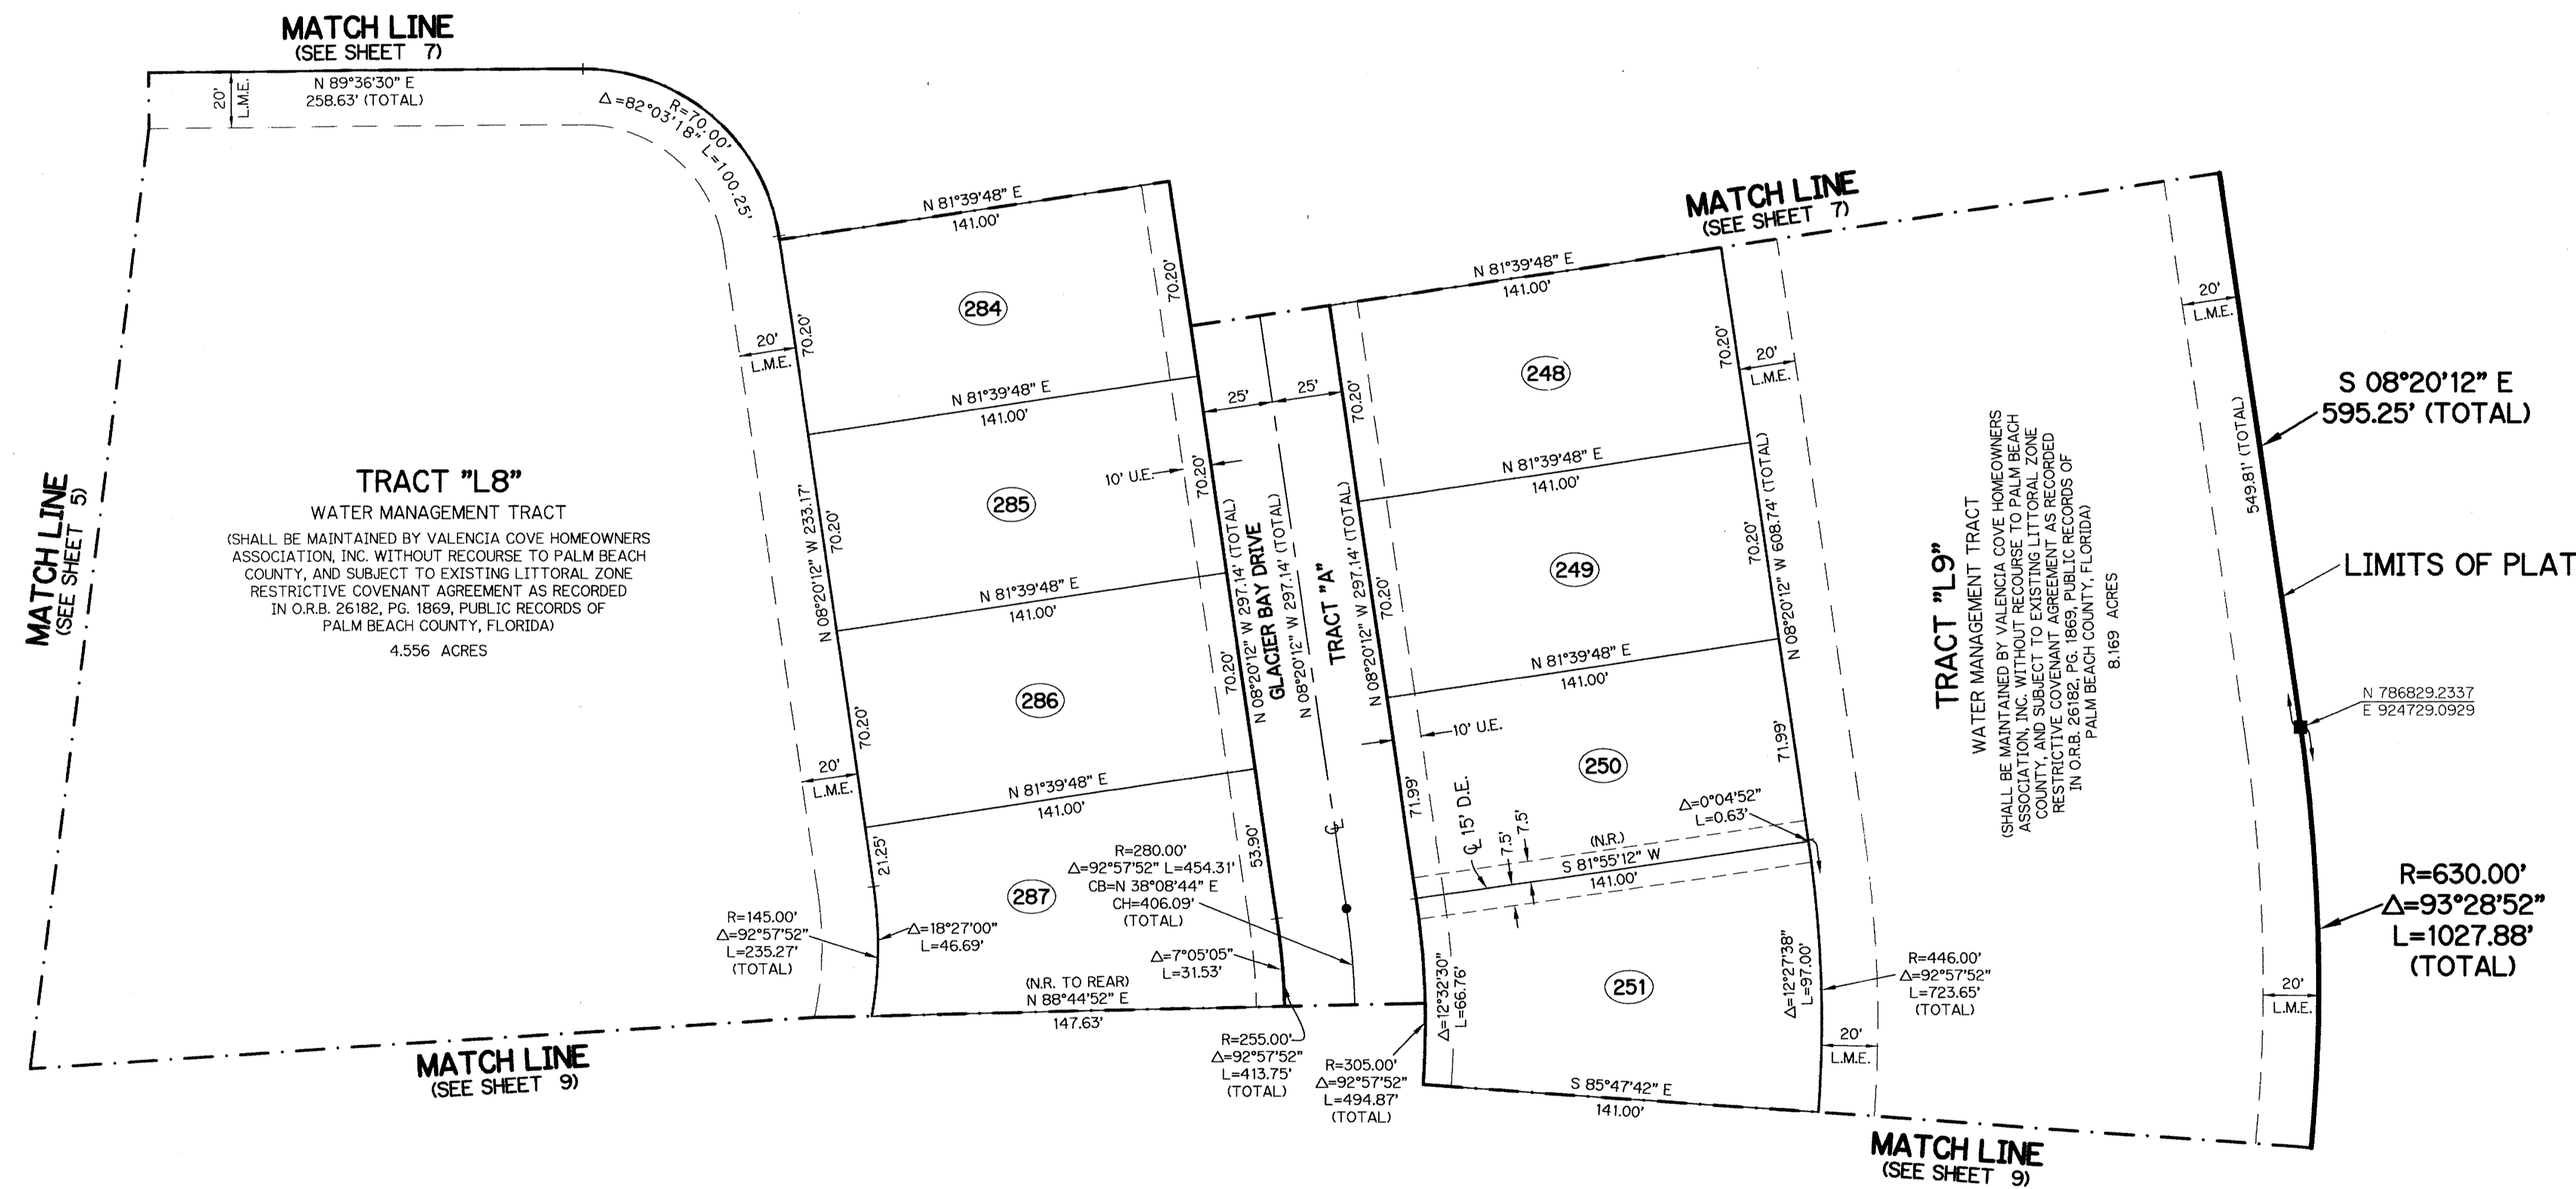 MATCH LINE
(SEE SHEET 7)
N 89°36'30" E
258.63' (TOTAL)
20'
L.M.E.
R=70.00'
Δ=82°03'18" L=100.25'
MATCH LINE
(SEE SHEET 5)
TRACT "L8"
WATER MANAGEMENT TRACT
(SHALL BE MAINTAINED BY VALENCIA COVE HOMEOWNERS
ASSOCIATION, INC. WITHOUT RECOURSE TO PALM BEACH
COUNTY, AND SUBJECT TO EXISTING LITTORAL ZONE
RESTRICTIVE COVENANT AGREEMENT AS RECORDED
IN O.R.B. 26182, PG. 1869, PUBLIC RECORDS OF
PALM BEACH COUNTY, FLORIDA)
4.556 ACRES
MATCH LINE
(SEE SHEET 9)
20'
L.M.E.
N 08°20'12" W 233.17'
20'
L.M.E.
N 81°39'48" E
141.00'
284
70.20'
70.20'
N 81°39'48" E
141.00'
285
70.20'
70.20'
10' U.E.
N 81°39'48" E
141.00'
286
70.20'
70.20'
N 81°39'48" E
141.00'
287
21.25'
53.90'
R=145.00'
Δ=92°57'52"
L=235.27'
(TOTAL)
Δ=18°27'00"
L=46.69'
R=280.00'
Δ=92°57'52" L=454.31'
CB=N 38°08'44" E
CH=406.09'
(TOTAL)
Δ=7°05'05"
L=31.53'
(N.R. TO REAR)
N 88°44'52" E
147.63'
R=255.00'
Δ=92°57'52"
L=413.75'
(TOTAL)
25'
25'
N 08°20'12" W 297.14' (TOTAL)
GLACIER BAY DRIVE
N 08°20'12" W 297.14' (TOTAL)
TRACT "A"
N 08°20'12" W 297.14' (TOTAL)
℄
R=305.00'
Δ=92°57'52"
L=494.87'
(TOTAL)
MATCH LINE
(SEE SHEET 7)
N 81°39'48" E
141.00'
248
70.20'
70.20'
20'
L.M.E.
N 81°39'48" E
141.00'
249
70.20'
70.20'
N 08°20'12" W 608.74' (TOTAL)
N 81°39'48" E
141.00'
10' U.E.
250
71.99'
71.99'
℄ 15' D.E.
7.5'
7.5'
Δ=0°04'52"
L=0.63'
(N.R.)
S 81°55'12" W
141.00'
251
Δ=12°32'30"
L=66.76'
Δ=12°27'38"
L=97.00'
R=446.00'
Δ=92°57'52"
L=723.65'
(TOTAL)
20'
L.M.E.
S 85°47'42" E
141.00'
MATCH LINE
(SEE SHEET 9)
TRACT "L9"
WATER MANAGEMENT TRACT
(SHALL BE MAINTAINED BY VALENCIA COVE HOMEOWNERS
ASSOCIATION, INC. WITHOUT RECOURSE TO PALM BEACH
COUNTY, AND SUBJECT TO EXISTING LITTORAL ZONE
RESTRICTIVE COVENANT AGREEMENT AS RECORDED
IN O.R.B. 26182, PG. 1869, PUBLIC RECORDS OF
PALM BEACH COUNTY, FLORIDA)
8.169 ACRES
20'
L.M.E.
549.81' (TOTAL)
S 08°20'12" E
595.25' (TOTAL)
LIMITS OF PLAT
N 786829.2337
E 924729.0929
R=630.00'
Δ=93°28'52"
L=1027.88'
(TOTAL)
20'
L.M.E.